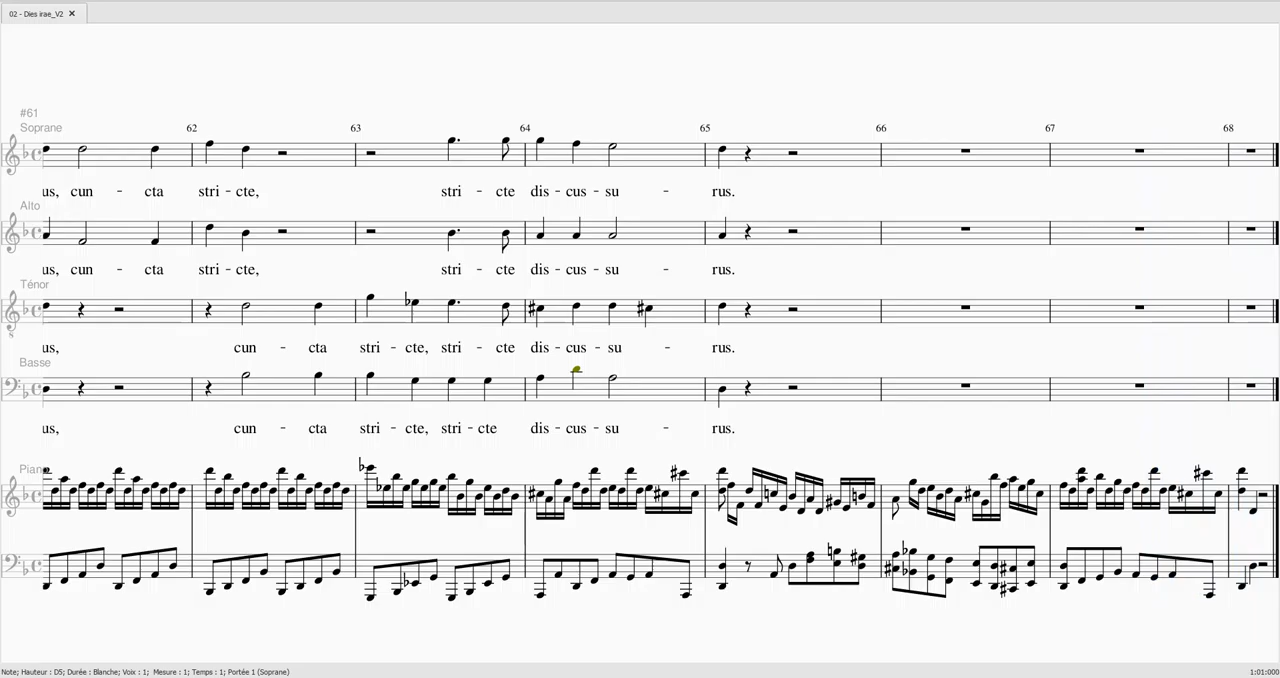 02 - Dies irae_V2 ×
#61
Soprane 62 63 64 65 66 67 68
us, cun - cta stri - cte, stri - cte dis - cus - su - rus.
Alto
us, cun - cta stri - cte, stri - cte dis - cus - su - rus.
Ténor
us, cun - cta stri - cte, stri - cte dis - cus - su - rus.
Basse
us, cun - cta stri - cte, stri - cte dis - cus - su - rus.
Piano
Note; Hauteur : D5; Durée : Blanche; Voix : 1; Mesure : 1; Temps : 1; Portée 1 (Soprane) 1:01:000